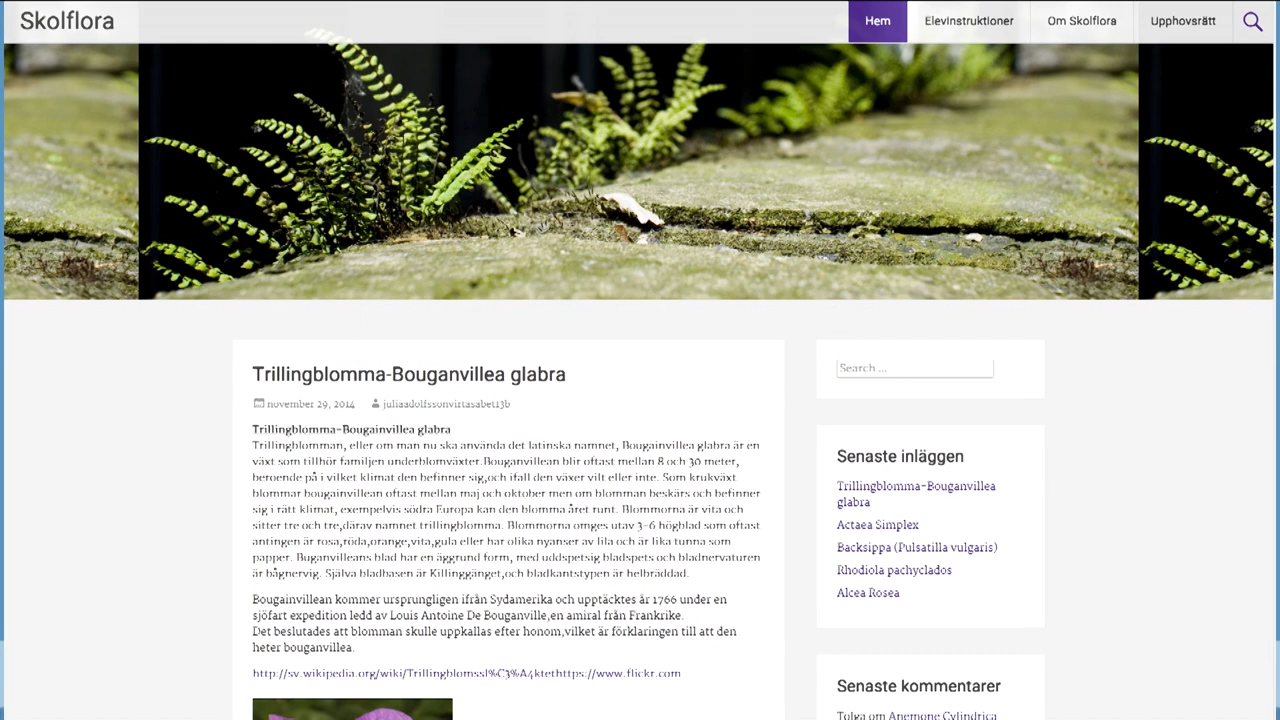 Skolflora
Hem
Elevinstruktioner
Om Skolflora
Upphovsrätt
Trillingblomma-Bouganvillea glabra
november 29, 2014
juliaadolfssonvirtasabet13b
Trillingblomma-Bougainvillea glabra
Trillingblomman, eller om man nu ska använda det latinska namnet, Bougainvillea glabra är en
växt som tillhör familjen underblomväxter.Bouganvillean blir oftast mellan 8 och 30 meter,
beroende på i vilket klimat den befinner sig,och ifall den växer vilt eller inte. Som krukväxt
blommar bougainvillean oftast mellan maj och oktober men om blomman beskärs och befinner
sig i rätt klimat, exempelvis södra Europa kan den blomma året runt. Blommorna är vita och
sitter tre och tre,därav namnet trillingblomma. Blommorna omges utav 3-6 högblad som oftast
antingen är rosa,röda,orange,vita,gula eller har olika nyanser av lila och är lika tunna som
papper. Buganvilleans blad har en äggrund form, med uddspetsig bladspets och bladnervaturen
är bågnervig. Själva bladbasen är Killinggänget,och bladkantstypen är helbräddad.
Bougainvillean kommer ursprungligen ifrån Sydamerika och upptäcktes år 1766 under en
sjöfart expedition ledd av Louis Antoine De Bouganville,en amiral från Frankrike.
Det beslutades att blomman skulle uppkallas efter honom,vilket är förklaringen till att den
heter bouganvillea.
http://sv.wikipedia.org/wiki/Trillingblomssl%C3%A4ktethttps://www.flickr.com
Search …
Senaste inläggen
Trillingblomma-Bouganvillea
glabra
Actaea Simplex
Backsippa (Pulsatilla vulgaris)
Rhodiola pachyclados
Alcea Rosea
Senaste kommentarer
Tolga om Anemone Cylindrica